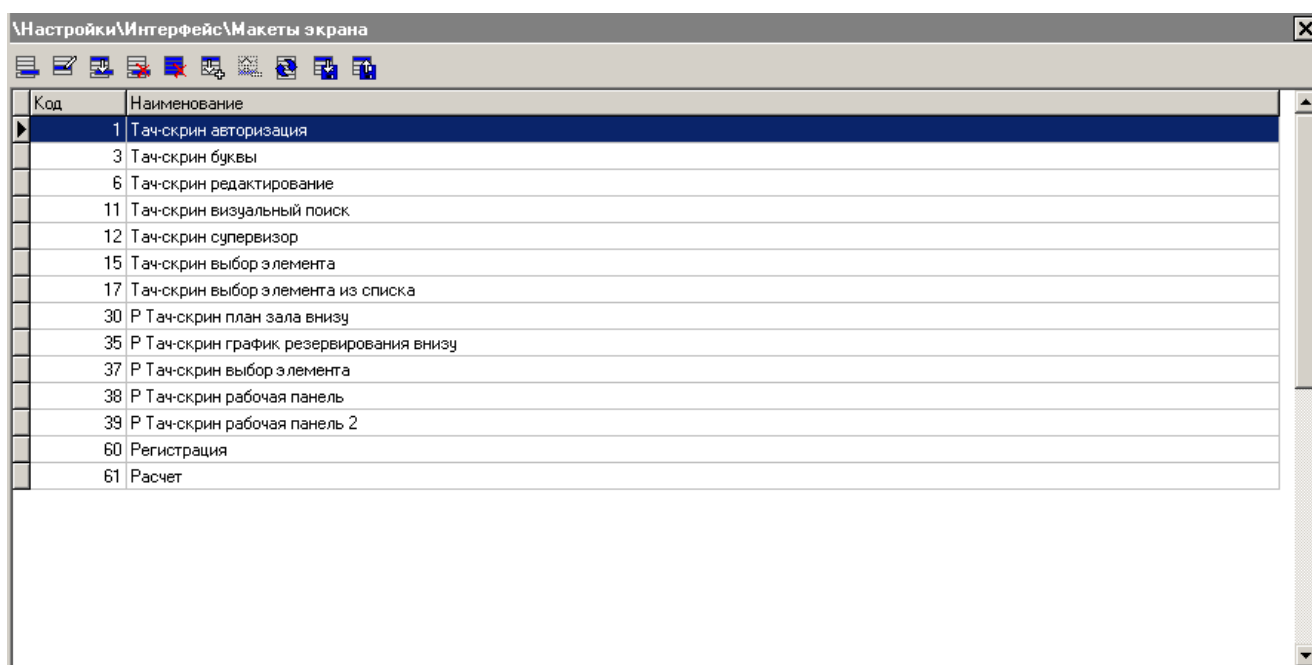 \Настройки\Интерфейс\Макеты экрана
Код Наименование
1 Тач-скрин авторизация
3 Тач-скрин буквы
6 Тач-скрин редактирование
11 Тач-скрин визуальный поиск
12 Тач-скрин супервизор
15 Тач-скрин выбор элемента
17 Тач-скрин выбор элемента из списка
30 Р Тач-скрин план зала внизу
35 Р Тач-скрин график резервирования внизу
37 Р Тач-скрин выбор элемента
38 Р Тач-скрин рабочая панель
39 Р Тач-скрин рабочая панель 2
60 Регистрация
61 Расчет